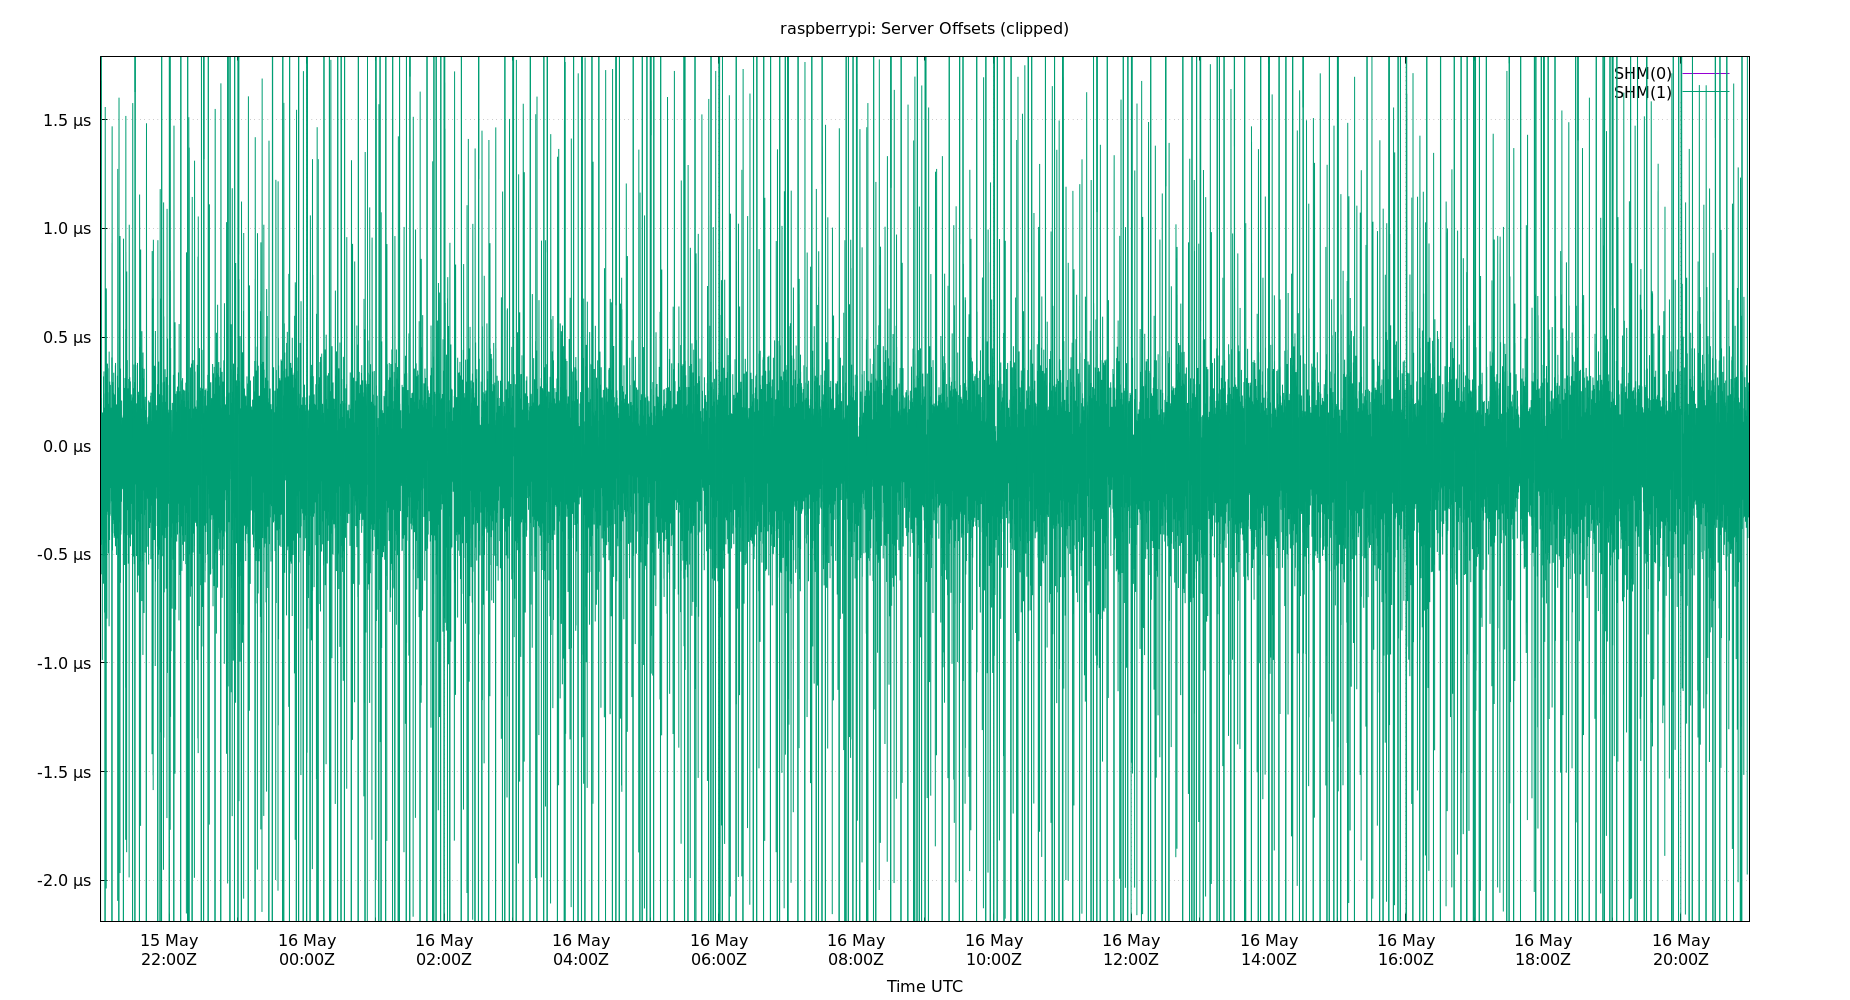 raspberrypi: Server Offsets (clipped)
SHM(0)
SHM(1)
1.5 µs
1.0 µs
0.5 µs
0.0 µs
-0.5 µs
-1.0 µs
-1.5 µs
-2.0 µs
15 May 16 May 16 May 16 May 16 May 16 May 16 May 16 May 16 May 16 May 16 May 16 May
22:00Z 00:00Z 02:00Z 04:00Z 06:00Z 08:00Z 10:00Z 12:00Z 14:00Z 16:00Z 18:00Z 20:00Z
Time UTC